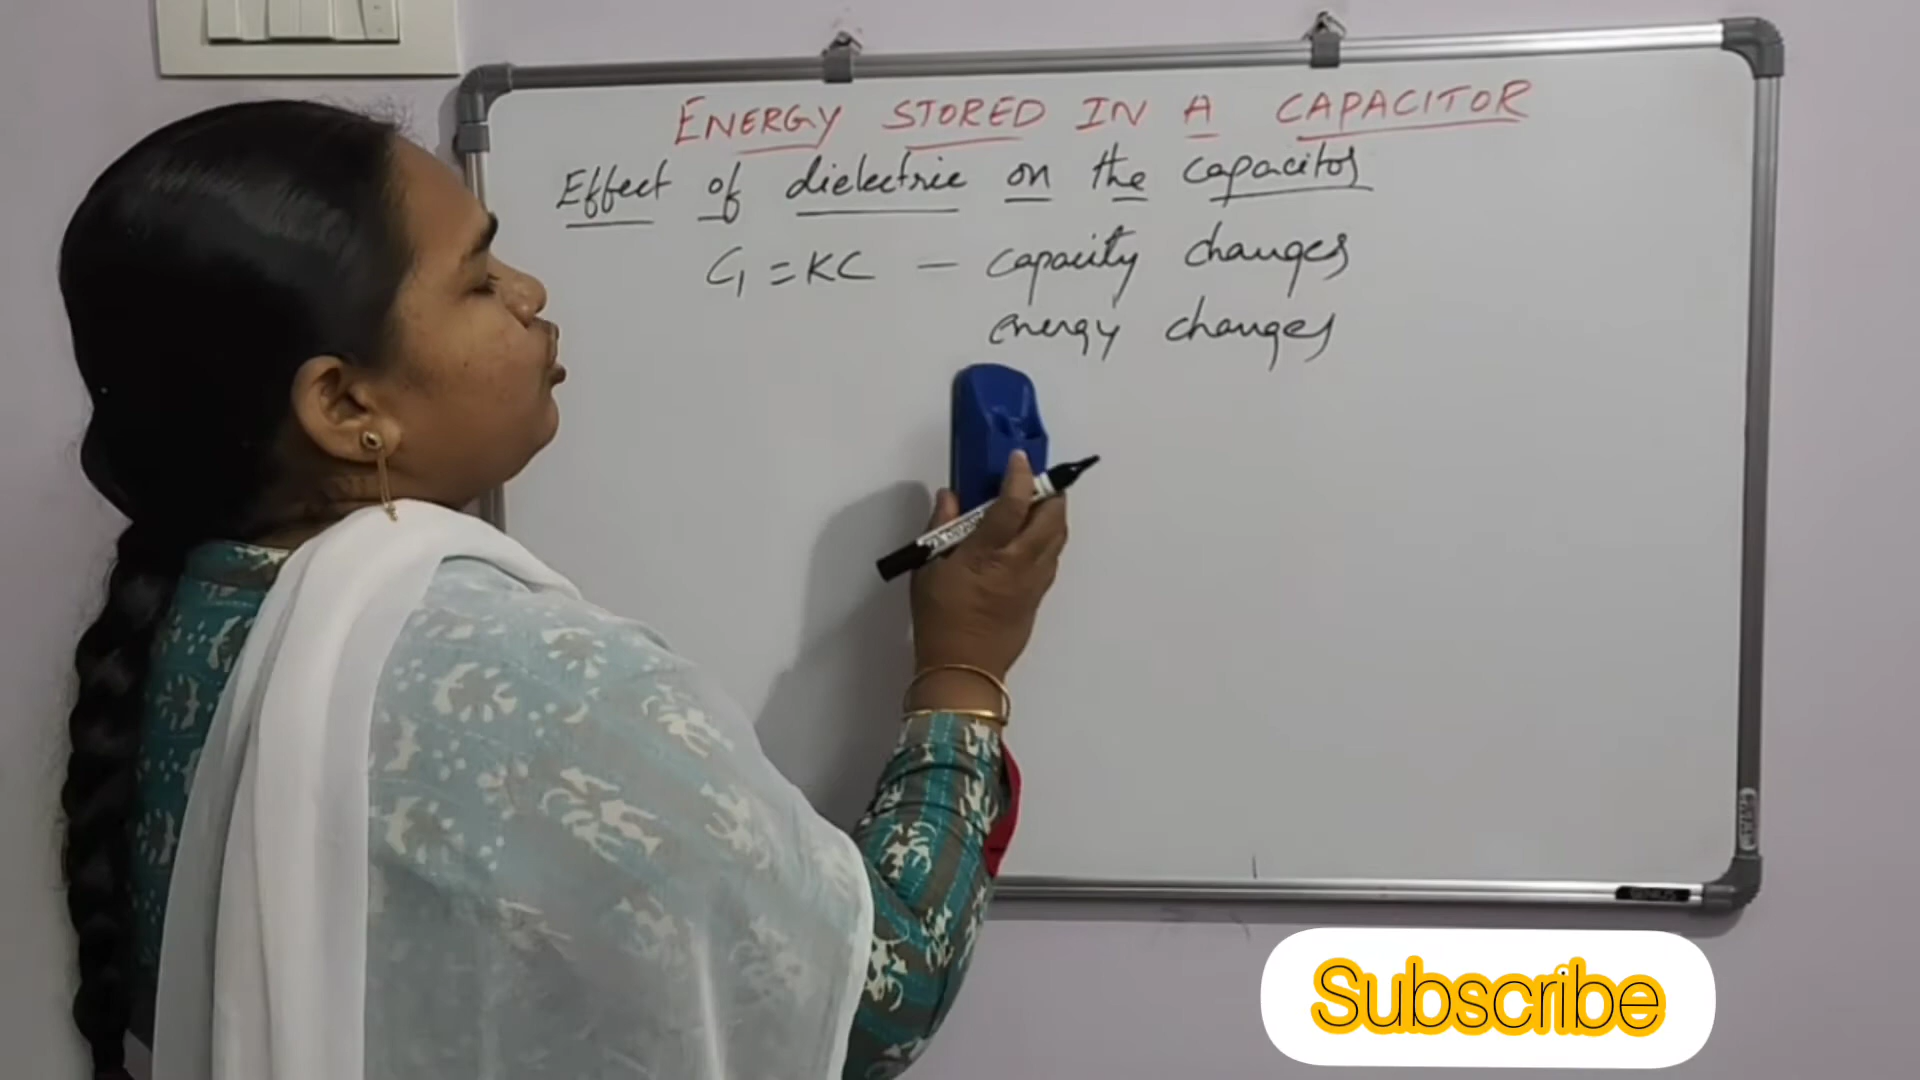 ENERGY STORED IN A CAPACITOR
Effect of dielectric on the capacitor
C₁ = KC — capacity changes
energy changes
Subscribe